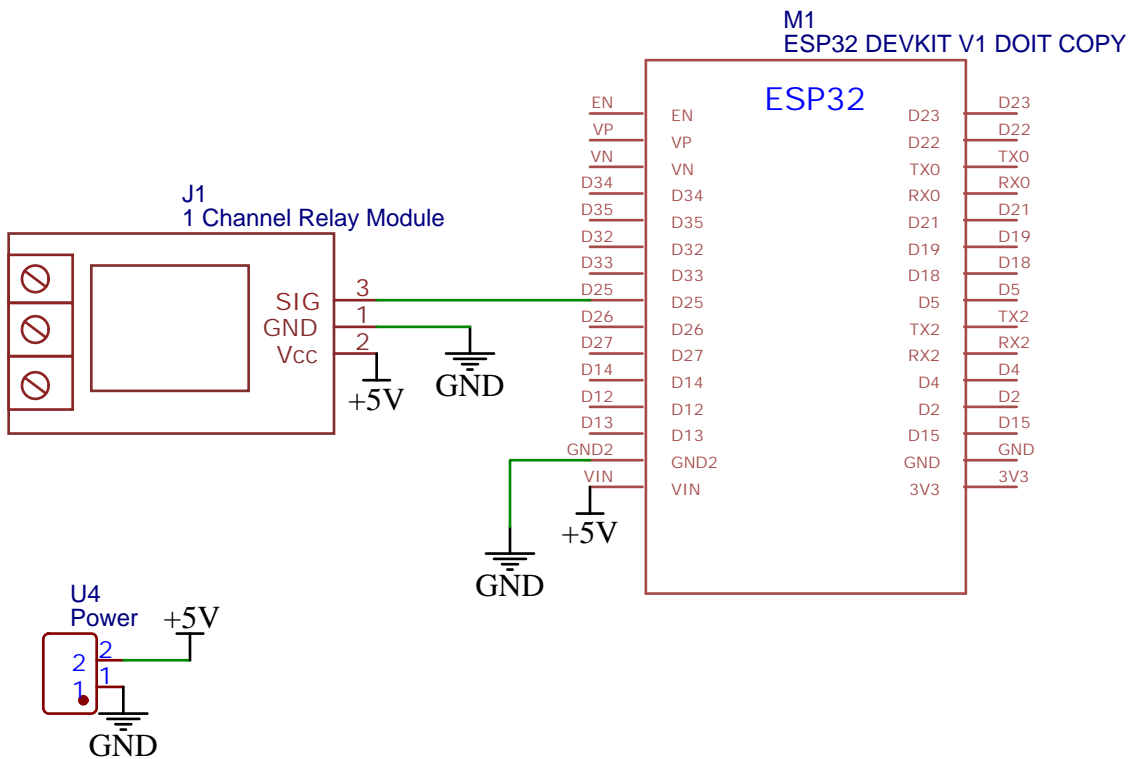 M1
ESP32 DEVKIT V1 DOIT COPY
ESP32
EN
EN
D23
D23
VP
VP
D22
D22
VN
VN
TX0
TX0
D34
D34
RX0
RX0
D35
D35
D21
D21
D32
D32
D19
D19
D33
D33
D18
D18
D25
D25
D5
D5
D26
D26
TX2
TX2
D27
D27
RX2
RX2
D14
D14
D4
D4
D12
D12
D2
D2
D13
D13
D15
D15
GND2
GND2
GND
GND
VIN
VIN
3V3
3V3
+5V
GND
J1
1 Channel Relay Module
SIG 3
GND 1
Vcc 2
+5V
GND
U4
Power
+5V
2 2
1 1
GND